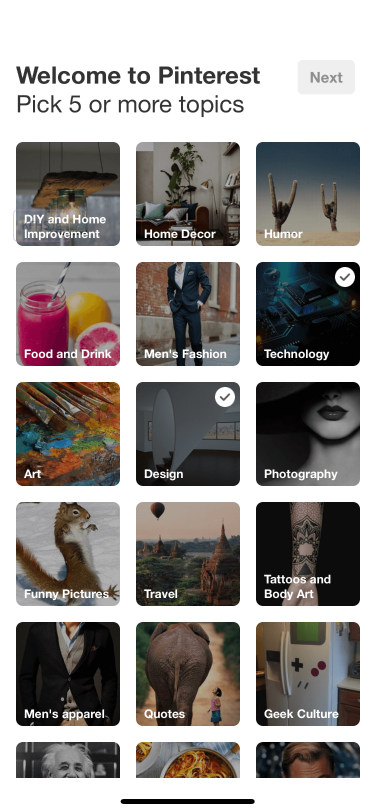 Welcome to Pinterest
Next
Pick 5 or more topics
DIY and Home
Improvement
Home Décor
Humor
Food and Drink
Men's Fashion
Technology
Art
Design
Photography
Funny Pictures
Travel
Tattoos and
Body Art
Men's apparel
Quotes
Geek Culture